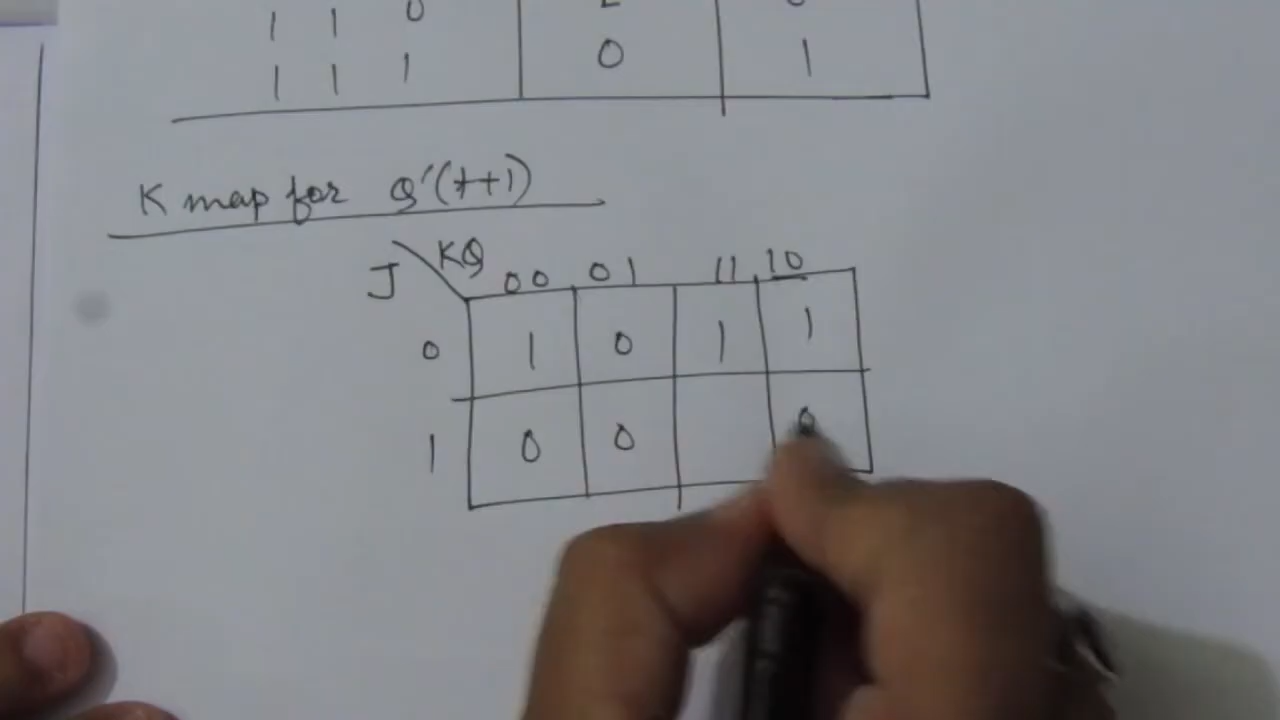 1 1 0
1 1 1 0 1
K map for Q'(t+1)
J KQ 00 01 11 10
0 1 0 1 1
1 0 0 0